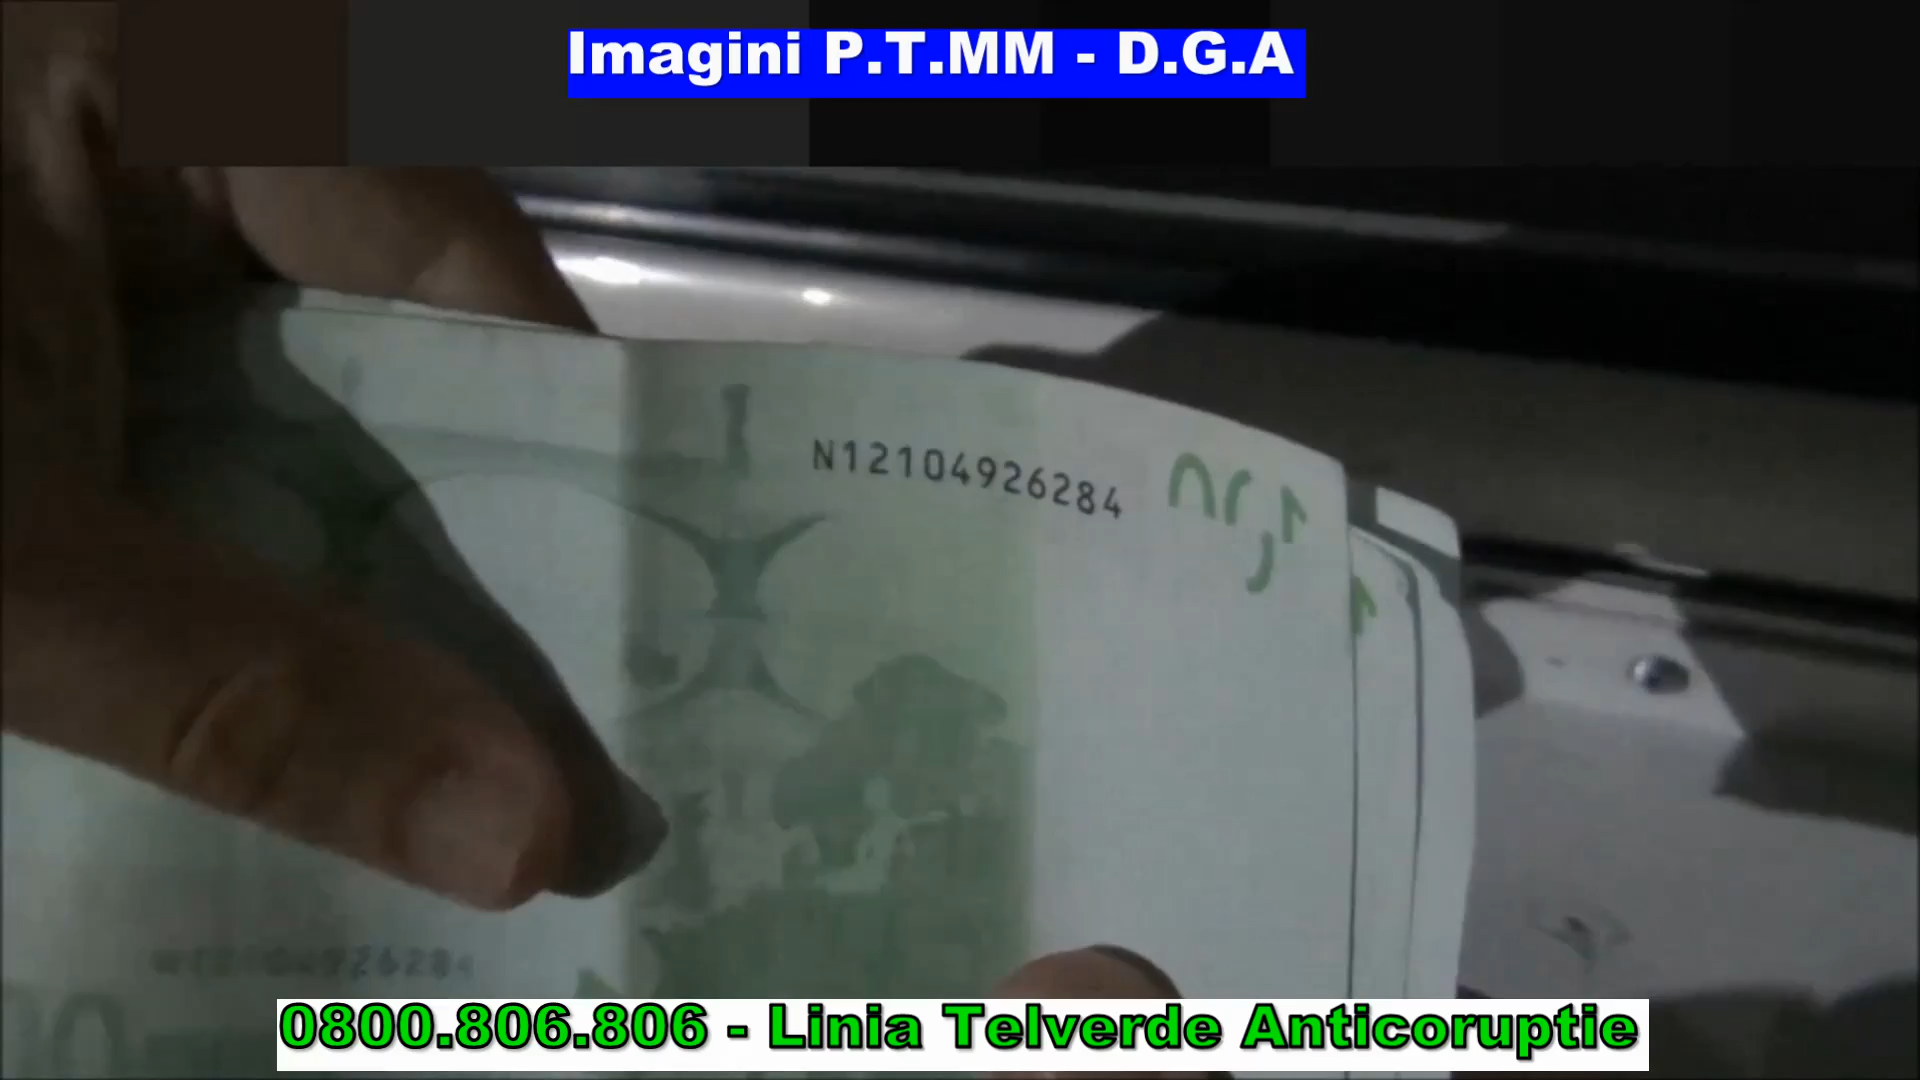 Imagini P.T.MM - D.G.A
N12104926284
0800.806.806 - Linia Telverde Anticoruptie